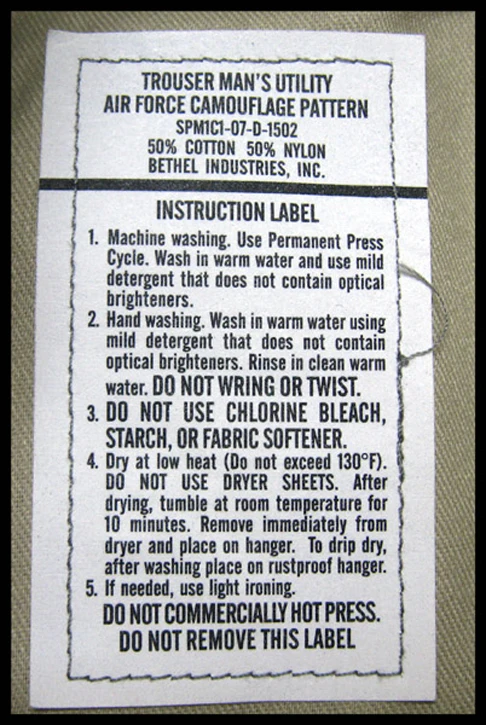 TROUSER MAN'S UTILITY
AIR FORCE CAMOUFLAGE PATTERN
SPM1C1-07-D-1502
50% COTTON 50% NYLON
BETHEL INDUSTRIES, INC.
INSTRUCTION LABEL
1. Machine washing. Use Permanent Press
Cycle. Wash in warm water and use mild
detergent that does not contain optical
brighteners.
2. Hand washing. Wash in warm water using
mild detergent that does not contain
optical brighteners. Rinse in clean warm
water. DO NOT WRING OR TWIST.
3. DO NOT USE CHLORINE BLEACH,
STARCH, OR FABRIC SOFTENER.
4. Dry at low heat (Do not exceed 130°F).
DO NOT USE DRYER SHEETS. After
drying, tumble at room temperature for
10 minutes. Remove immediately from
dryer and place on hanger. To drip dry,
after washing place on rustproof hanger.
5. If needed, use light ironing.
DO NOT COMMERCIALLY HOT PRESS.
DO NOT REMOVE THIS LABEL